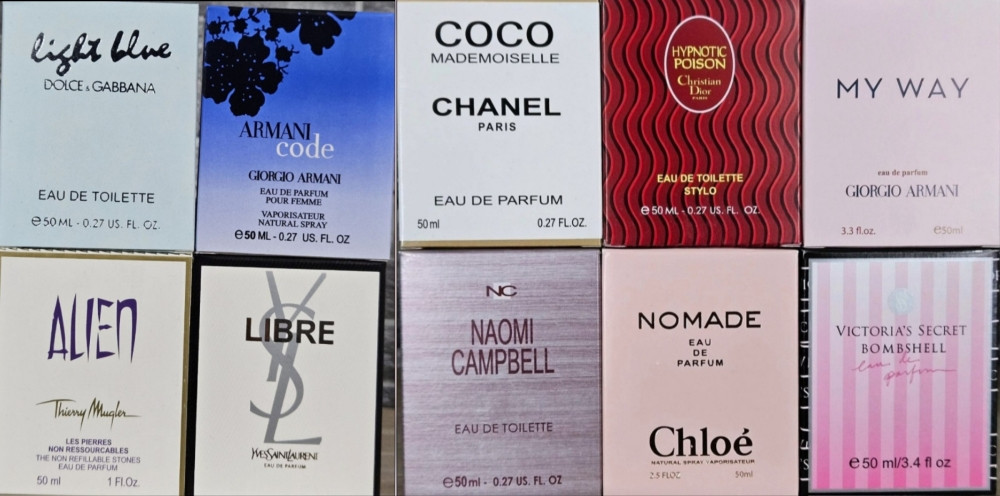 light blue
DOLCE & GABBANA
EAU DE TOILETTE
℮50 ML - 0.27 US. FL. OZ.
ARMANI
code
GIORGIO ARMANI
EAU DE PARFUM
POUR FEMME
VAPORISATEUR
NATURAL SPRAY
℮50 ML - 0.27 US. FL. OZ
COCO
MADEMOISELLE
CHANEL
PARIS
EAU DE PARFUM
50ml 0.27 FL.OZ.
HYPNOTIC
POISON
Christian
Dior
PARIS
EAU DE TOILETTE
STYLO
℮50 ML - 0.27 US. FL. OZ.
MY WAY
eau de parfum
GIORGIO ARMANI
3.3 fl.oz. ℮50ml
ALIEN
Thierry Mugler
LES PIERRES
NON RESSOURCABLES
THE NON REFILLABLE STONES
EAU DE PARFUM
50 ml 1 Fl.Oz.
YSL
LIBRE
YVES SAINT LAURENT
EAU DE PARFUM
NC
NAOMI
CAMPBELL
EAU DE TOILETTE
℮50 ML - 0.27 US. FL. OZ.
NOMADE
EAU
DE
PARFUM
Chloé
NATURAL SPRAY VAPORISATEUR
2.5 FLOZ 50ml
VICTORIA'S SECRET
BOMBSHELL
eau de
parfum
℮50 ml/3.4 fl oz